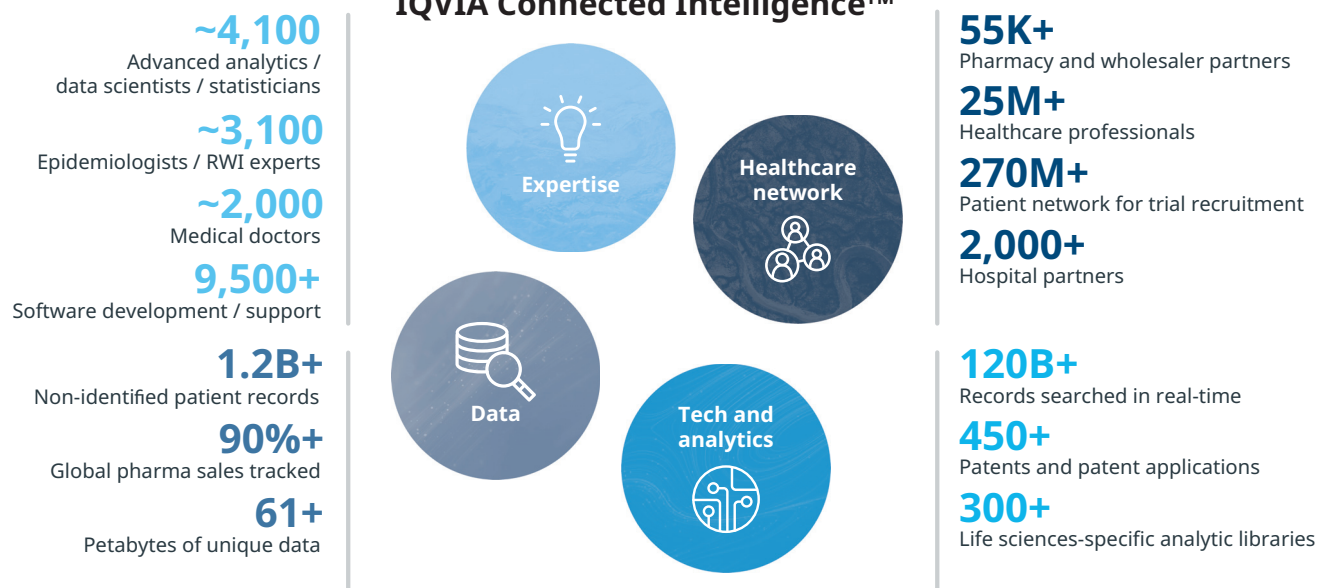 IQVIA Connected Intelligence™
~4,100
Advanced analytics /
data scientists / statisticians
~3,100
Epidemiologists / RWI experts
~2,000
Medical doctors
9,500+
Software development / support
1.2B+
Non-identified patient records
90%+
Global pharma sales tracked
61+
Petabytes of unique data
Expertise
Healthcare
network
Data
Tech and
analytics
55K+
Pharmacy and wholesaler partners
25M+
Healthcare professionals
270M+
Patient network for trial recruitment
2,000+
Hospital partners
120B+
Records searched in real-time
450+
Patents and patent applications
300+
Life sciences-specific analytic libraries